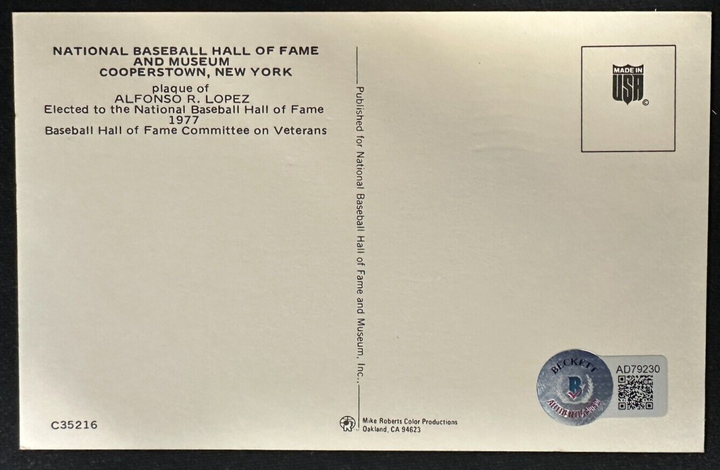 NATIONAL BASEBALL HALL OF FAME
AND MUSEUM
COOPERSTOWN, NEW YORK
plaque of
ALFONSO R. LOPEZ
Elected to the National Baseball Hall of Fame
1977
Baseball Hall of Fame Committee on Veterans
Published for National Baseball Hall of Fame and Museum, Inc.
MADE IN
USA
©
BECKETT
B
AUTHENTICATION
AD79230
C35216
Mike Roberts Color Productions
Oakland, CA 94623